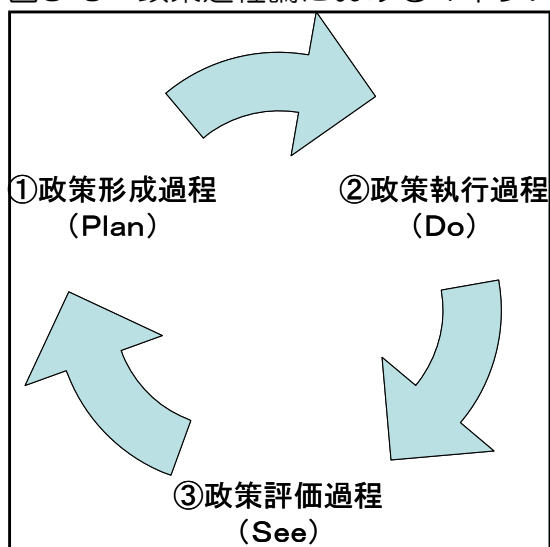 ①政策形成過程
（Plan）
②政策執行過程
（Do）
③政策評価過程
（See）